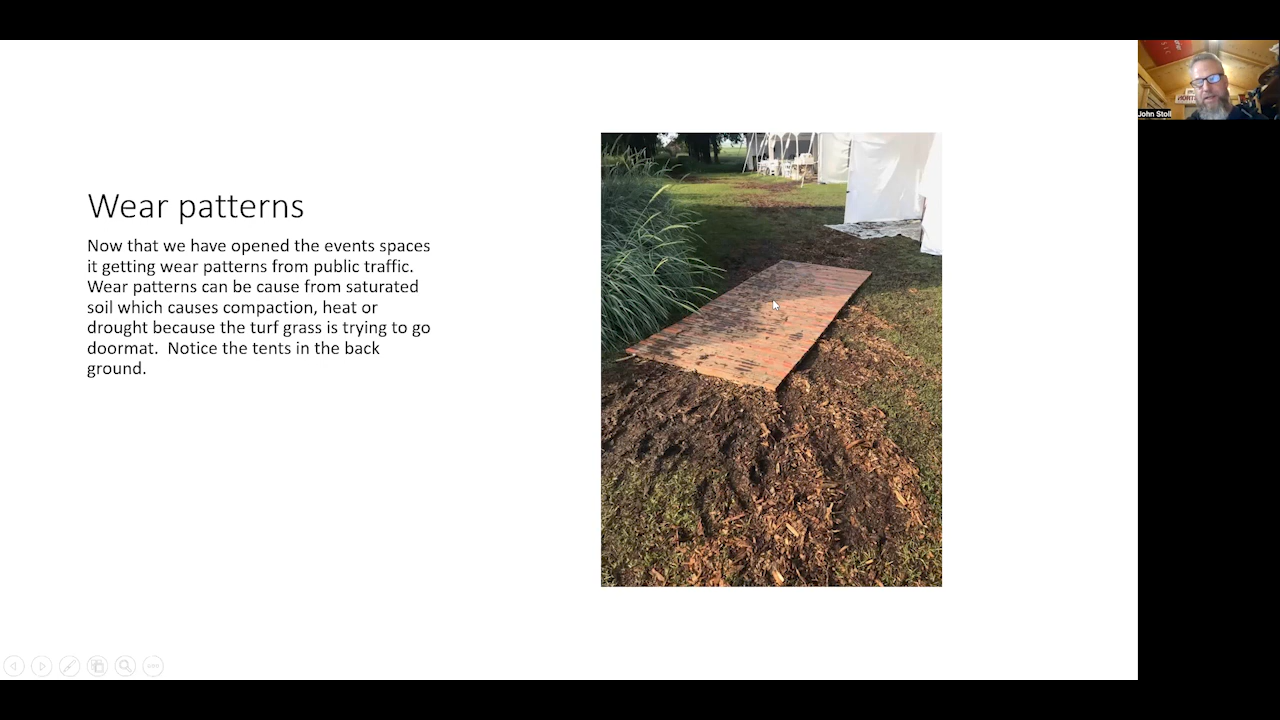 Wear patterns
Now that we have opened the events spaces
it getting wear patterns from public traffic.
Wear patterns can be cause from saturated
soil which causes compaction, heat or
drought because the turf grass is trying to go
doormat.  Notice the tents in the back
ground.
John Stoll